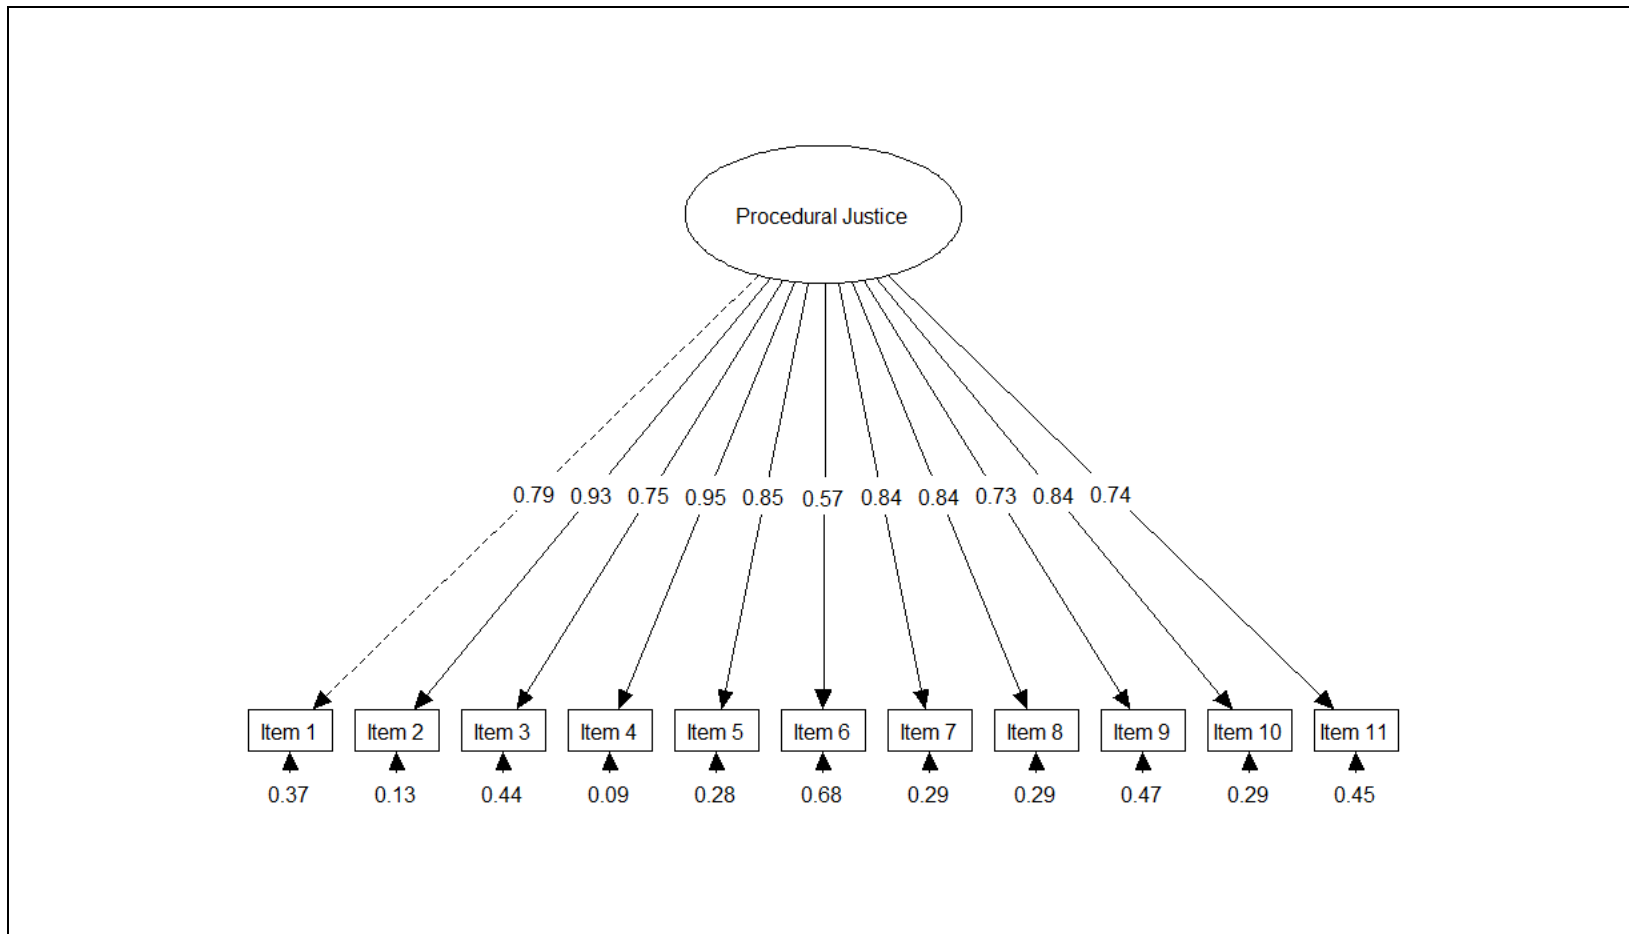 Procedural Justice
0.79 0.93 0.75 0.95 0.85 0.57 0.84 0.84 0.73 0.84 0.74
Item 1 Item 2 Item 3 Item 4 Item 5 Item 6 Item 7 Item 8 Item 9 Item 10 Item 11
0.37 0.13 0.44 0.09 0.28 0.68 0.29 0.29 0.47 0.29 0.45